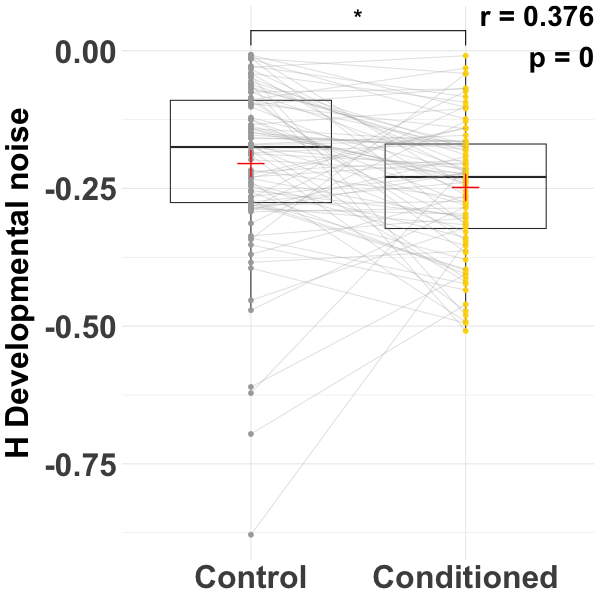 *
r = 0.376
p = 0
0.00
-0.25
-0.50
-0.75
H Developmental noise
Control Conditioned